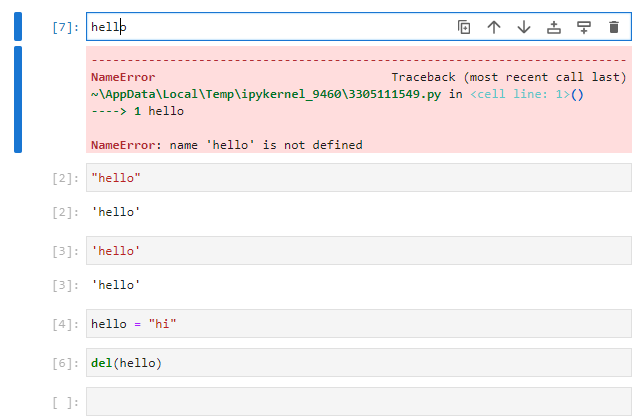 [7]: hello
---------------------------------------------------------------------------
NameError                                 Traceback (most recent call last)
~\AppData\Local\Temp\ipykernel_9460\3305111549.py in <cell line: 1>()
----> 1 hello
NameError: name 'hello' is not defined
[2]: "hello"
[2]: 'hello'
[3]: 'hello'
[3]: 'hello'
[4]: hello = "hi"
[6]: del(hello)
[ ]: